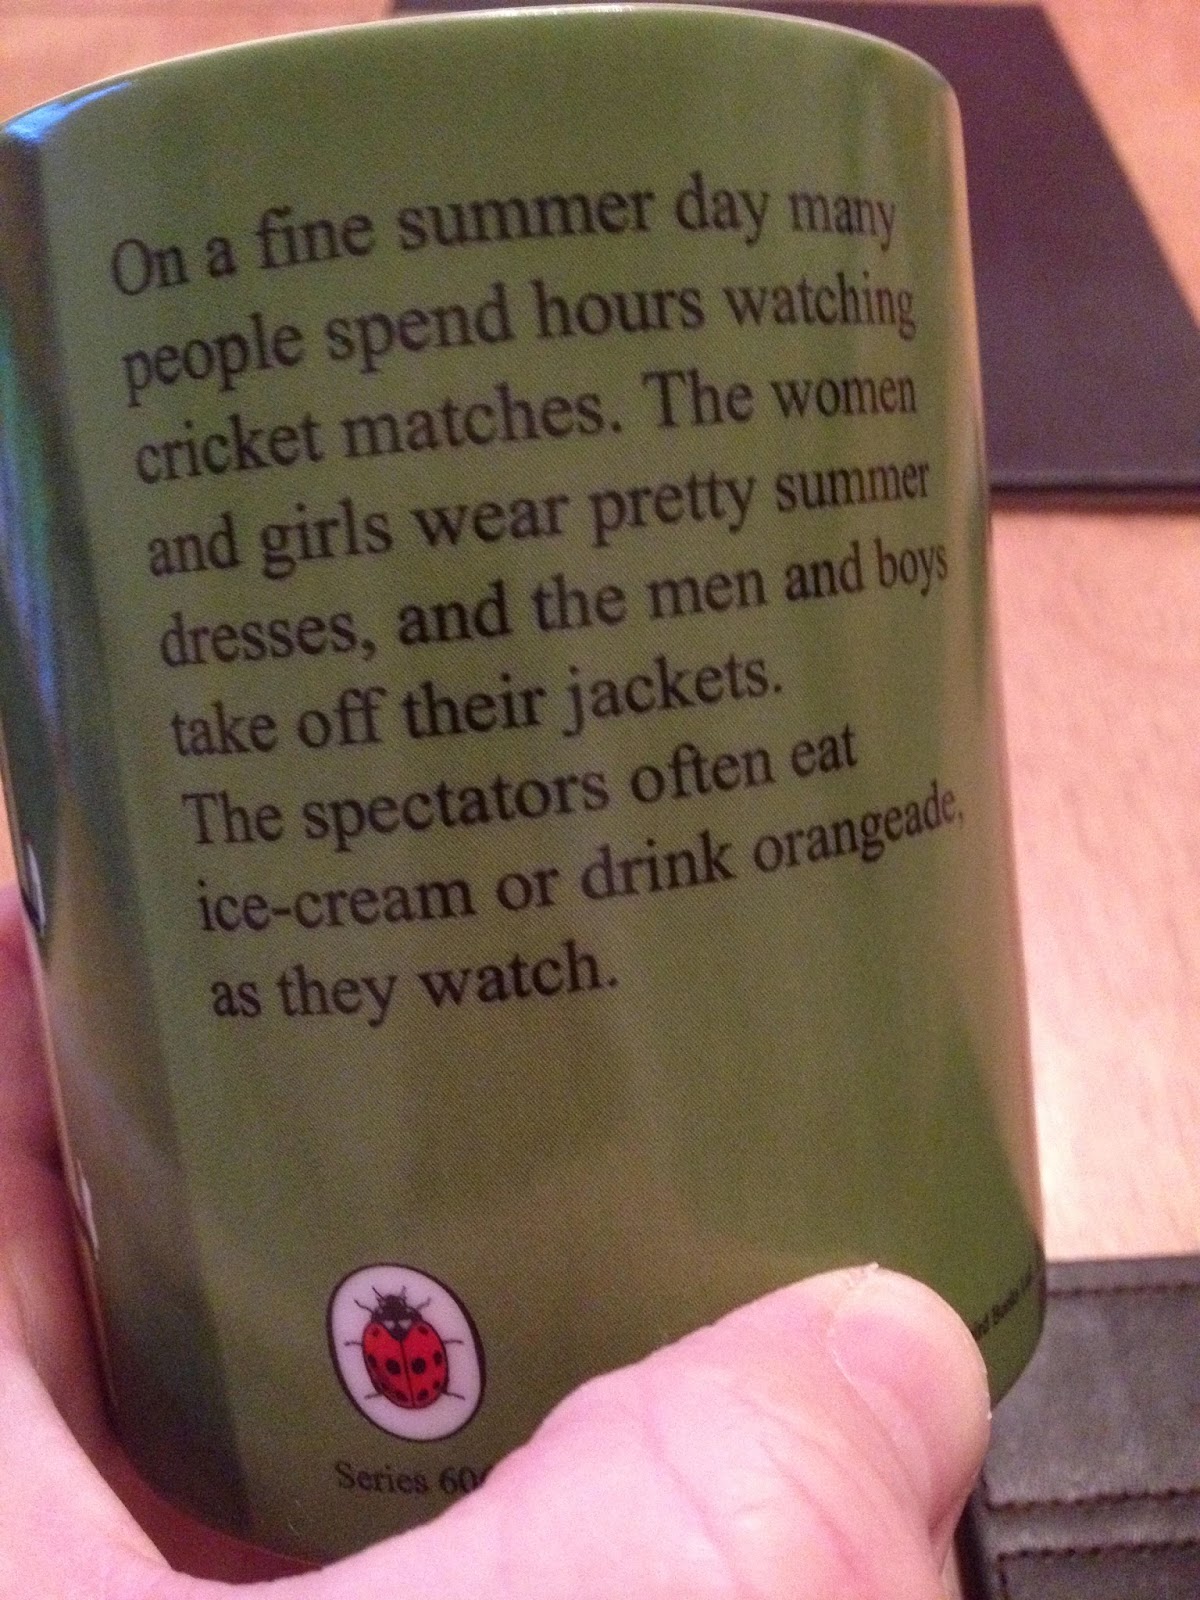 On a fine summer day many
people spend hours watching
cricket matches. The women
and girls wear pretty summer
dresses, and the men and boys
take off their jackets.
The spectators often eat
ice-cream or drink orangeade,
as they watch.
Series